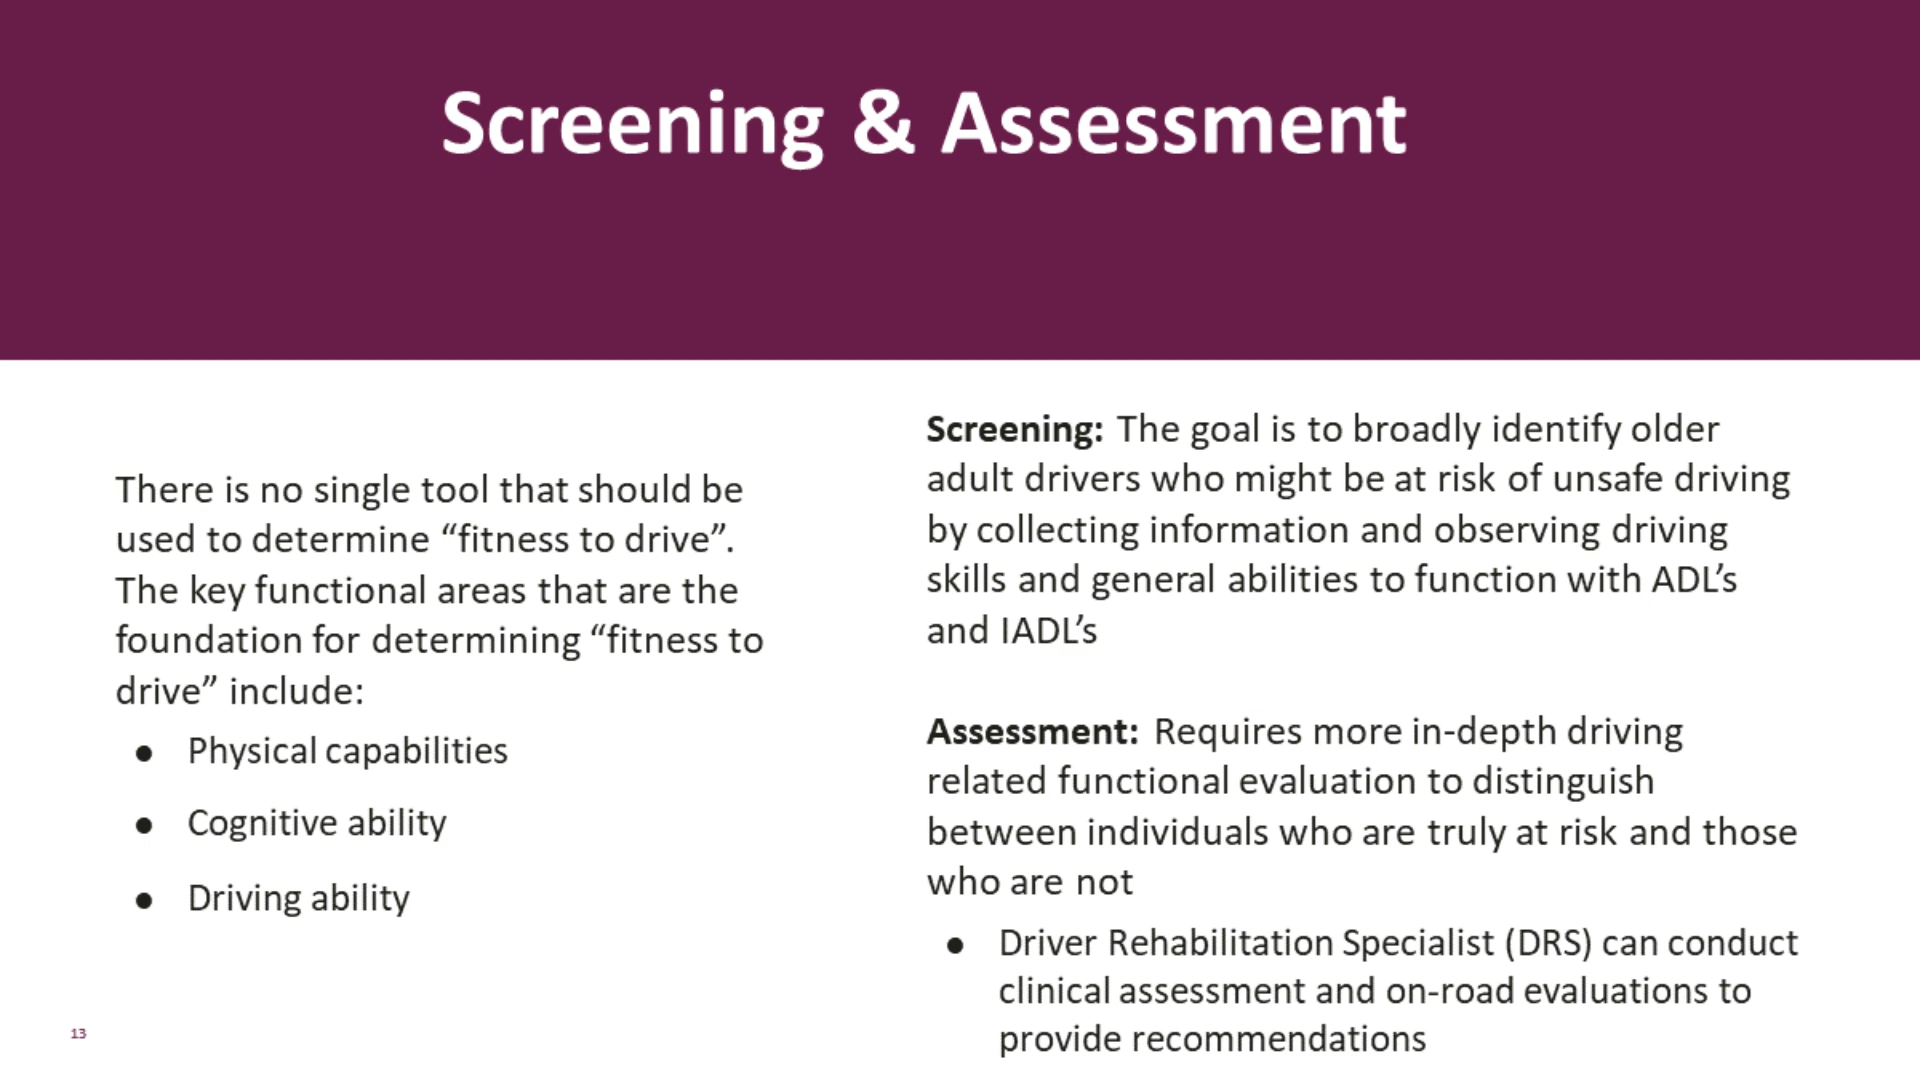 Screening & Assessment
There is no single tool that should be
used to determine “fitness to drive”.
The key functional areas that are the
foundation for determining “fitness to
drive” include:
● Physical capabilities
● Cognitive ability
● Driving ability
Screening: The goal is to broadly identify older
adult drivers who might be at risk of unsafe driving
by collecting information and observing driving
skills and general abilities to function with ADL’s
and IADL’s
Assessment: Requires more in-depth driving
related functional evaluation to distinguish
between individuals who are truly at risk and those
who are not
● Driver Rehabilitation Specialist (DRS) can conduct
clinical assessment and on-road evaluations to
provide recommendations
13